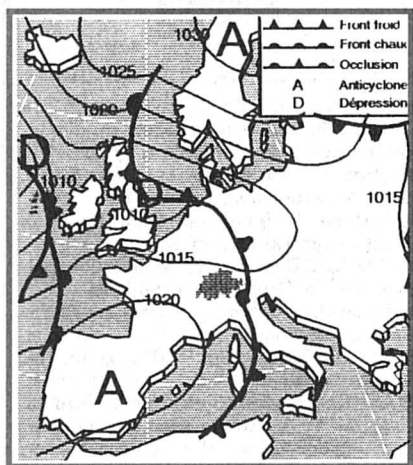 1030
A
Front froid
Front chaud
Occlusion
A Anticyclone
D Dépression
1025
1020
D
1010
D
1010
1015
1015
1020
A